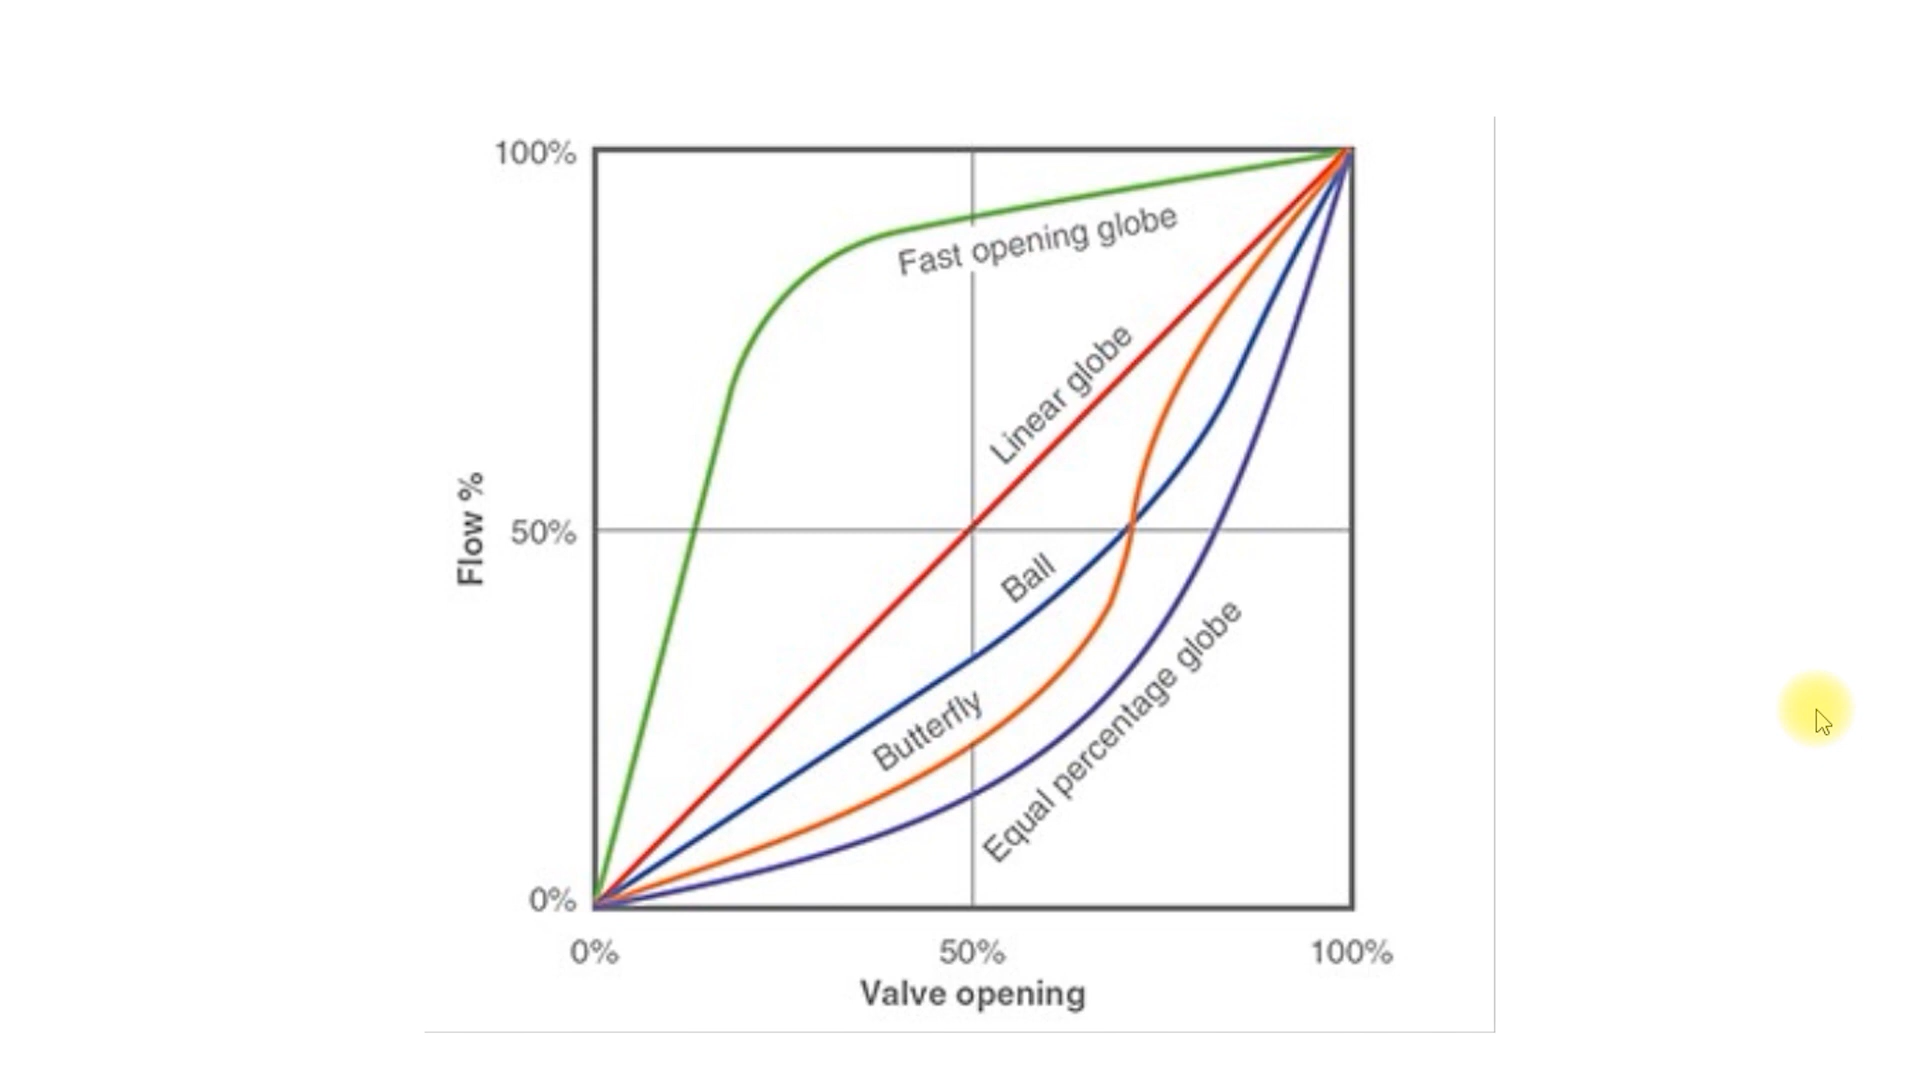 100%
Fast opening globe
Linear globe
Flow %
50%
Ball
Butterfly
Equal percentage globe
0%
0%
50%
100%
Valve opening